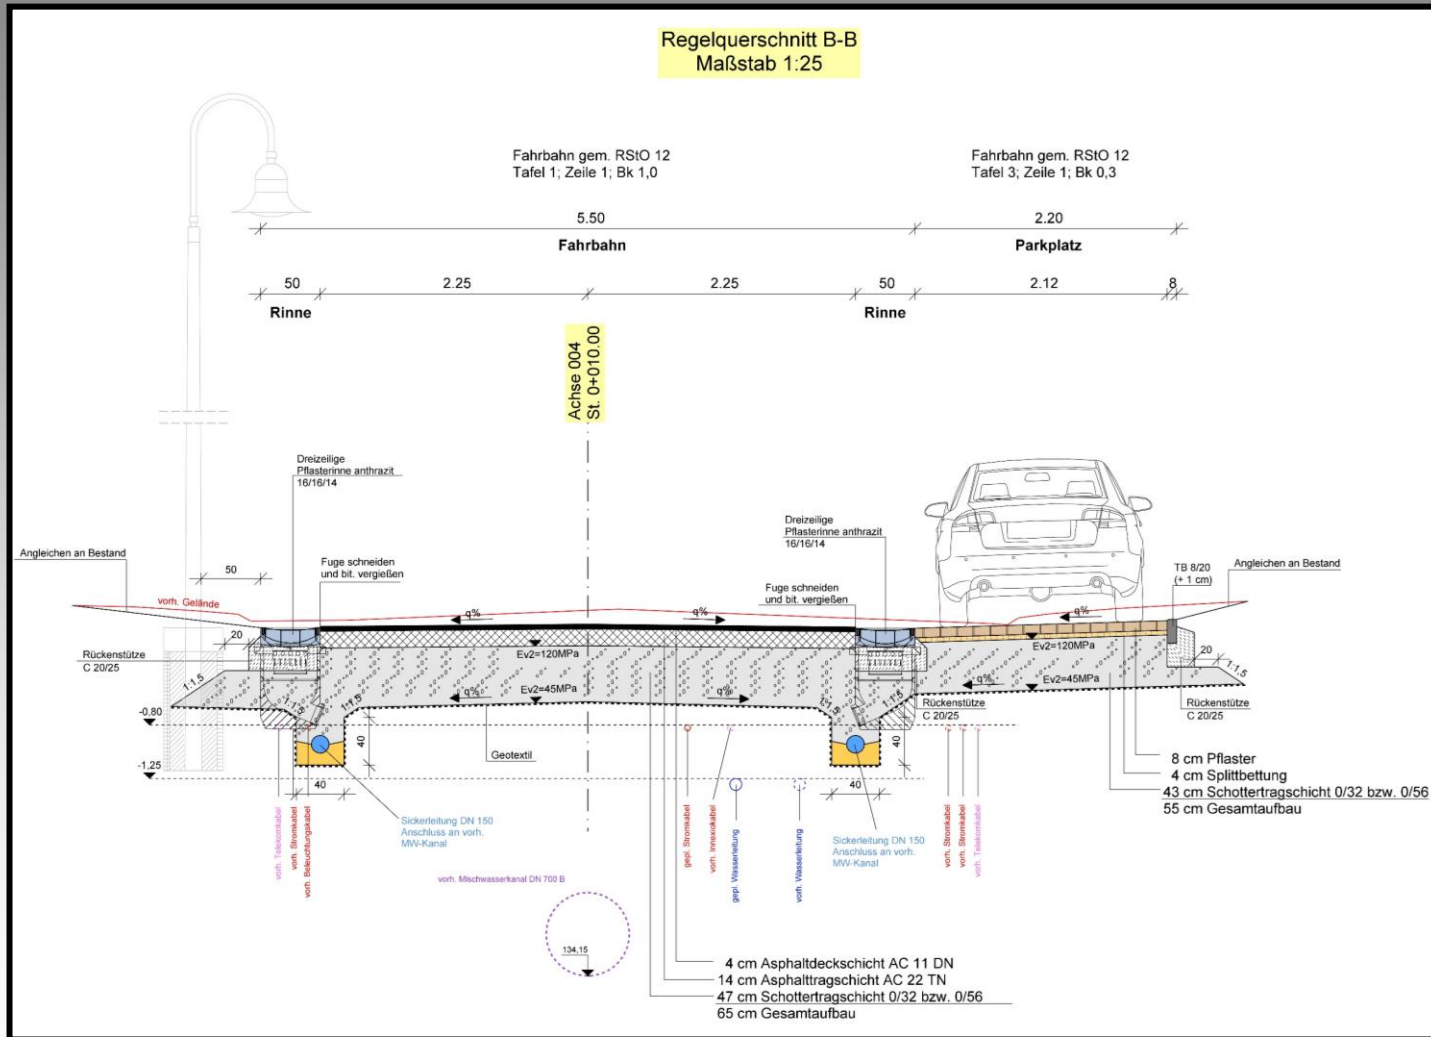 Regelquerschnitt B-B
Maßstab 1:25
Fahrbahn gem. RStO 12
Tafel 1; Zeile 1; Bk 1,0
Fahrbahn gem. RStO 12
Tafel 3; Zeile 1; Bk 0,3
5.50
2.20
Fahrbahn
Parkplatz
50
2.25
2.25
50
2.12
8
Rinne
Rinne
Achse 004
St. 0+010.00
Dreizeilige
Pflasterinne anthrazit
16/16/14
Dreizeilige
Pflasterinne anthrazit
16/16/14
Angleichen an Bestand
50
Fuge schneiden
und bit. vergießen
Fuge schneiden
und bit. vergießen
TB 8/20
(+ 1 cm)
Angleichen an Bestand
vorh. Gelände
q%
q%
q%
20
Rückenstütze
C 20/25
Ev2=120MPa
Ev2=120MPa
20
1:1,5
1:1,5
1:1,5
1:1,5
1:1,5
1:1,5
q%
Ev2=45MPa
q%
q%
Ev2=45MPa
Rückenstütze
C 20/25
Rückenstütze
C 20/25
-0,80
40
Geotextil
40
-1,25
40
40
8 cm Pflaster
4 cm Splittbettung
43 cm Schottertragschicht 0/32 bzw. 0/56
55 cm Gesamtaufbau
vorh. Telekomkabel
vorh. Stromkabel
vorh. Beleuchtungskabel
Sickerleitung DN 150
Anschluss an vorh.
MW-Kanal
gepl. Stromkabel
vorh. Innexiokabel
gepl. Wasserleitung
vorh. Wasserleitung
Sickerleitung DN 150
Anschluss an vorh.
MW-Kanal
vorh. Stromkabel
vorh. Stromkabel
vorh. Telekomkabel
vorh. Mischwasserkanal DN 700 B
134,15
4 cm Asphaltdeckschicht AC 11 DN
14 cm Asphalttragschicht AC 22 TN
47 cm Schottertragschicht 0/32 bzw. 0/56
65 cm Gesamtaufbau